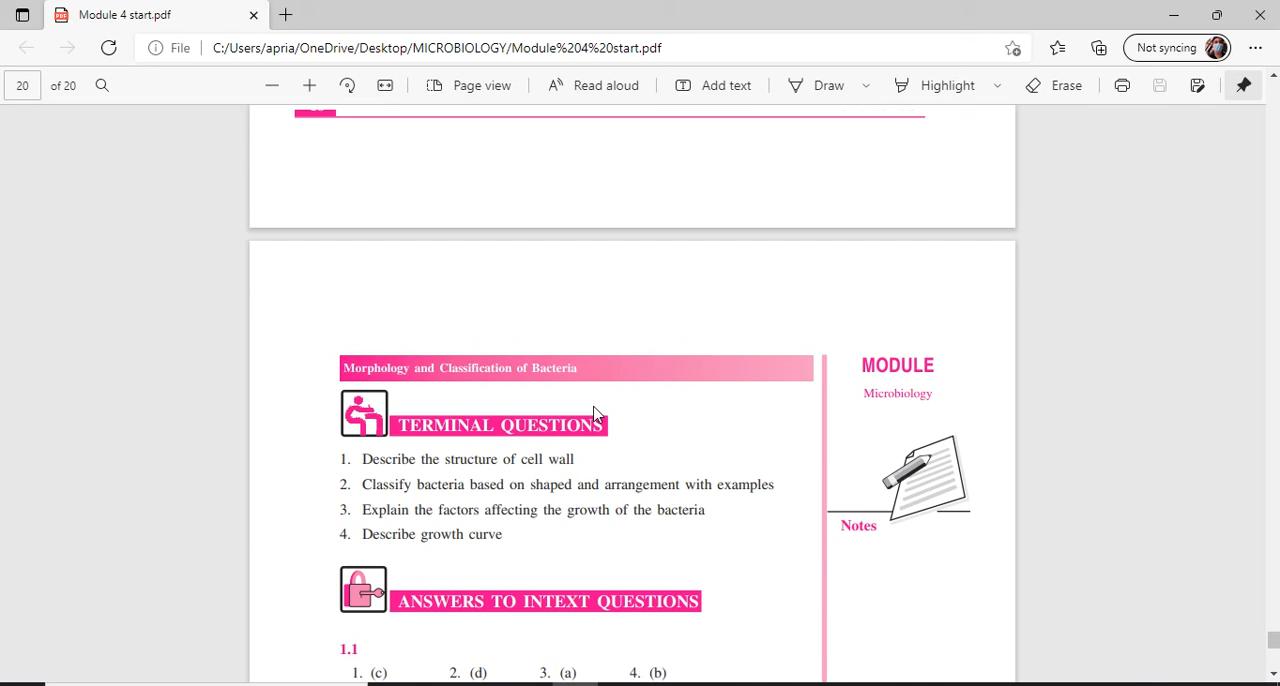 Module 4 start.pdf
File
C:/Users/apria/OneDrive/Desktop/MICROBIOLOGY/Module%204%20start.pdf
Not syncing
20 of 20
Page view
Read aloud
Add text
Draw
Highlight
Erase
Morphology and Classification of Bacteria
MODULE
Microbiology
TERMINAL QUESTIONS
1. Describe the structure of cell wall
2. Classify bacteria based on shaped and arrangement with examples
3. Explain the factors affecting the growth of the bacteria
4. Describe growth curve
Notes
ANSWERS TO INTEXT QUESTIONS
1.1
1. (c) 2. (d) 3. (a) 4. (b)